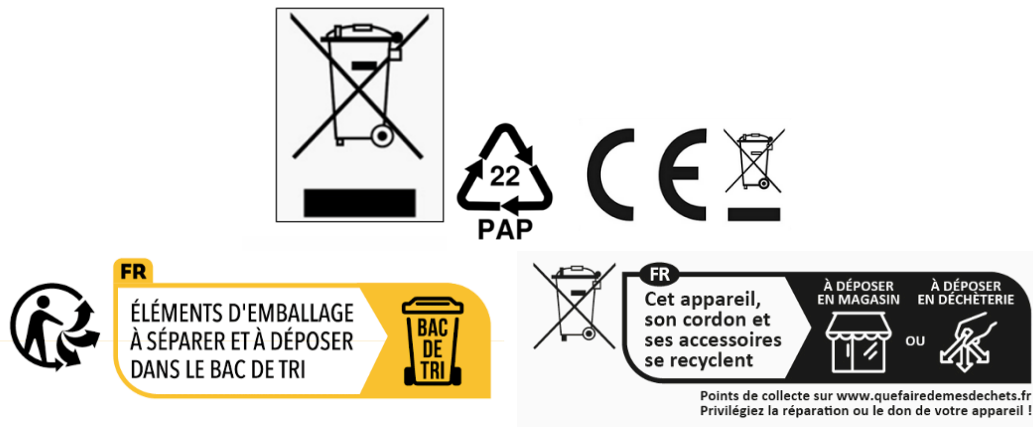 22
PAP
CE
FR
ÉLÉMENTS D'EMBALLAGE
À SÉPARER ET À DÉPOSER
DANS LE BAC DE TRI
BAC
DE
TRI
FR
Cet appareil,
son cordon et
ses accessoires
se recyclent
À DÉPOSER
EN MAGASIN
OU
À DÉPOSER
EN DÉCHÈTERIE
Points de collecte sur www.quefairedemesdechets.fr
Privilégiez la réparation ou le don de votre appareil !